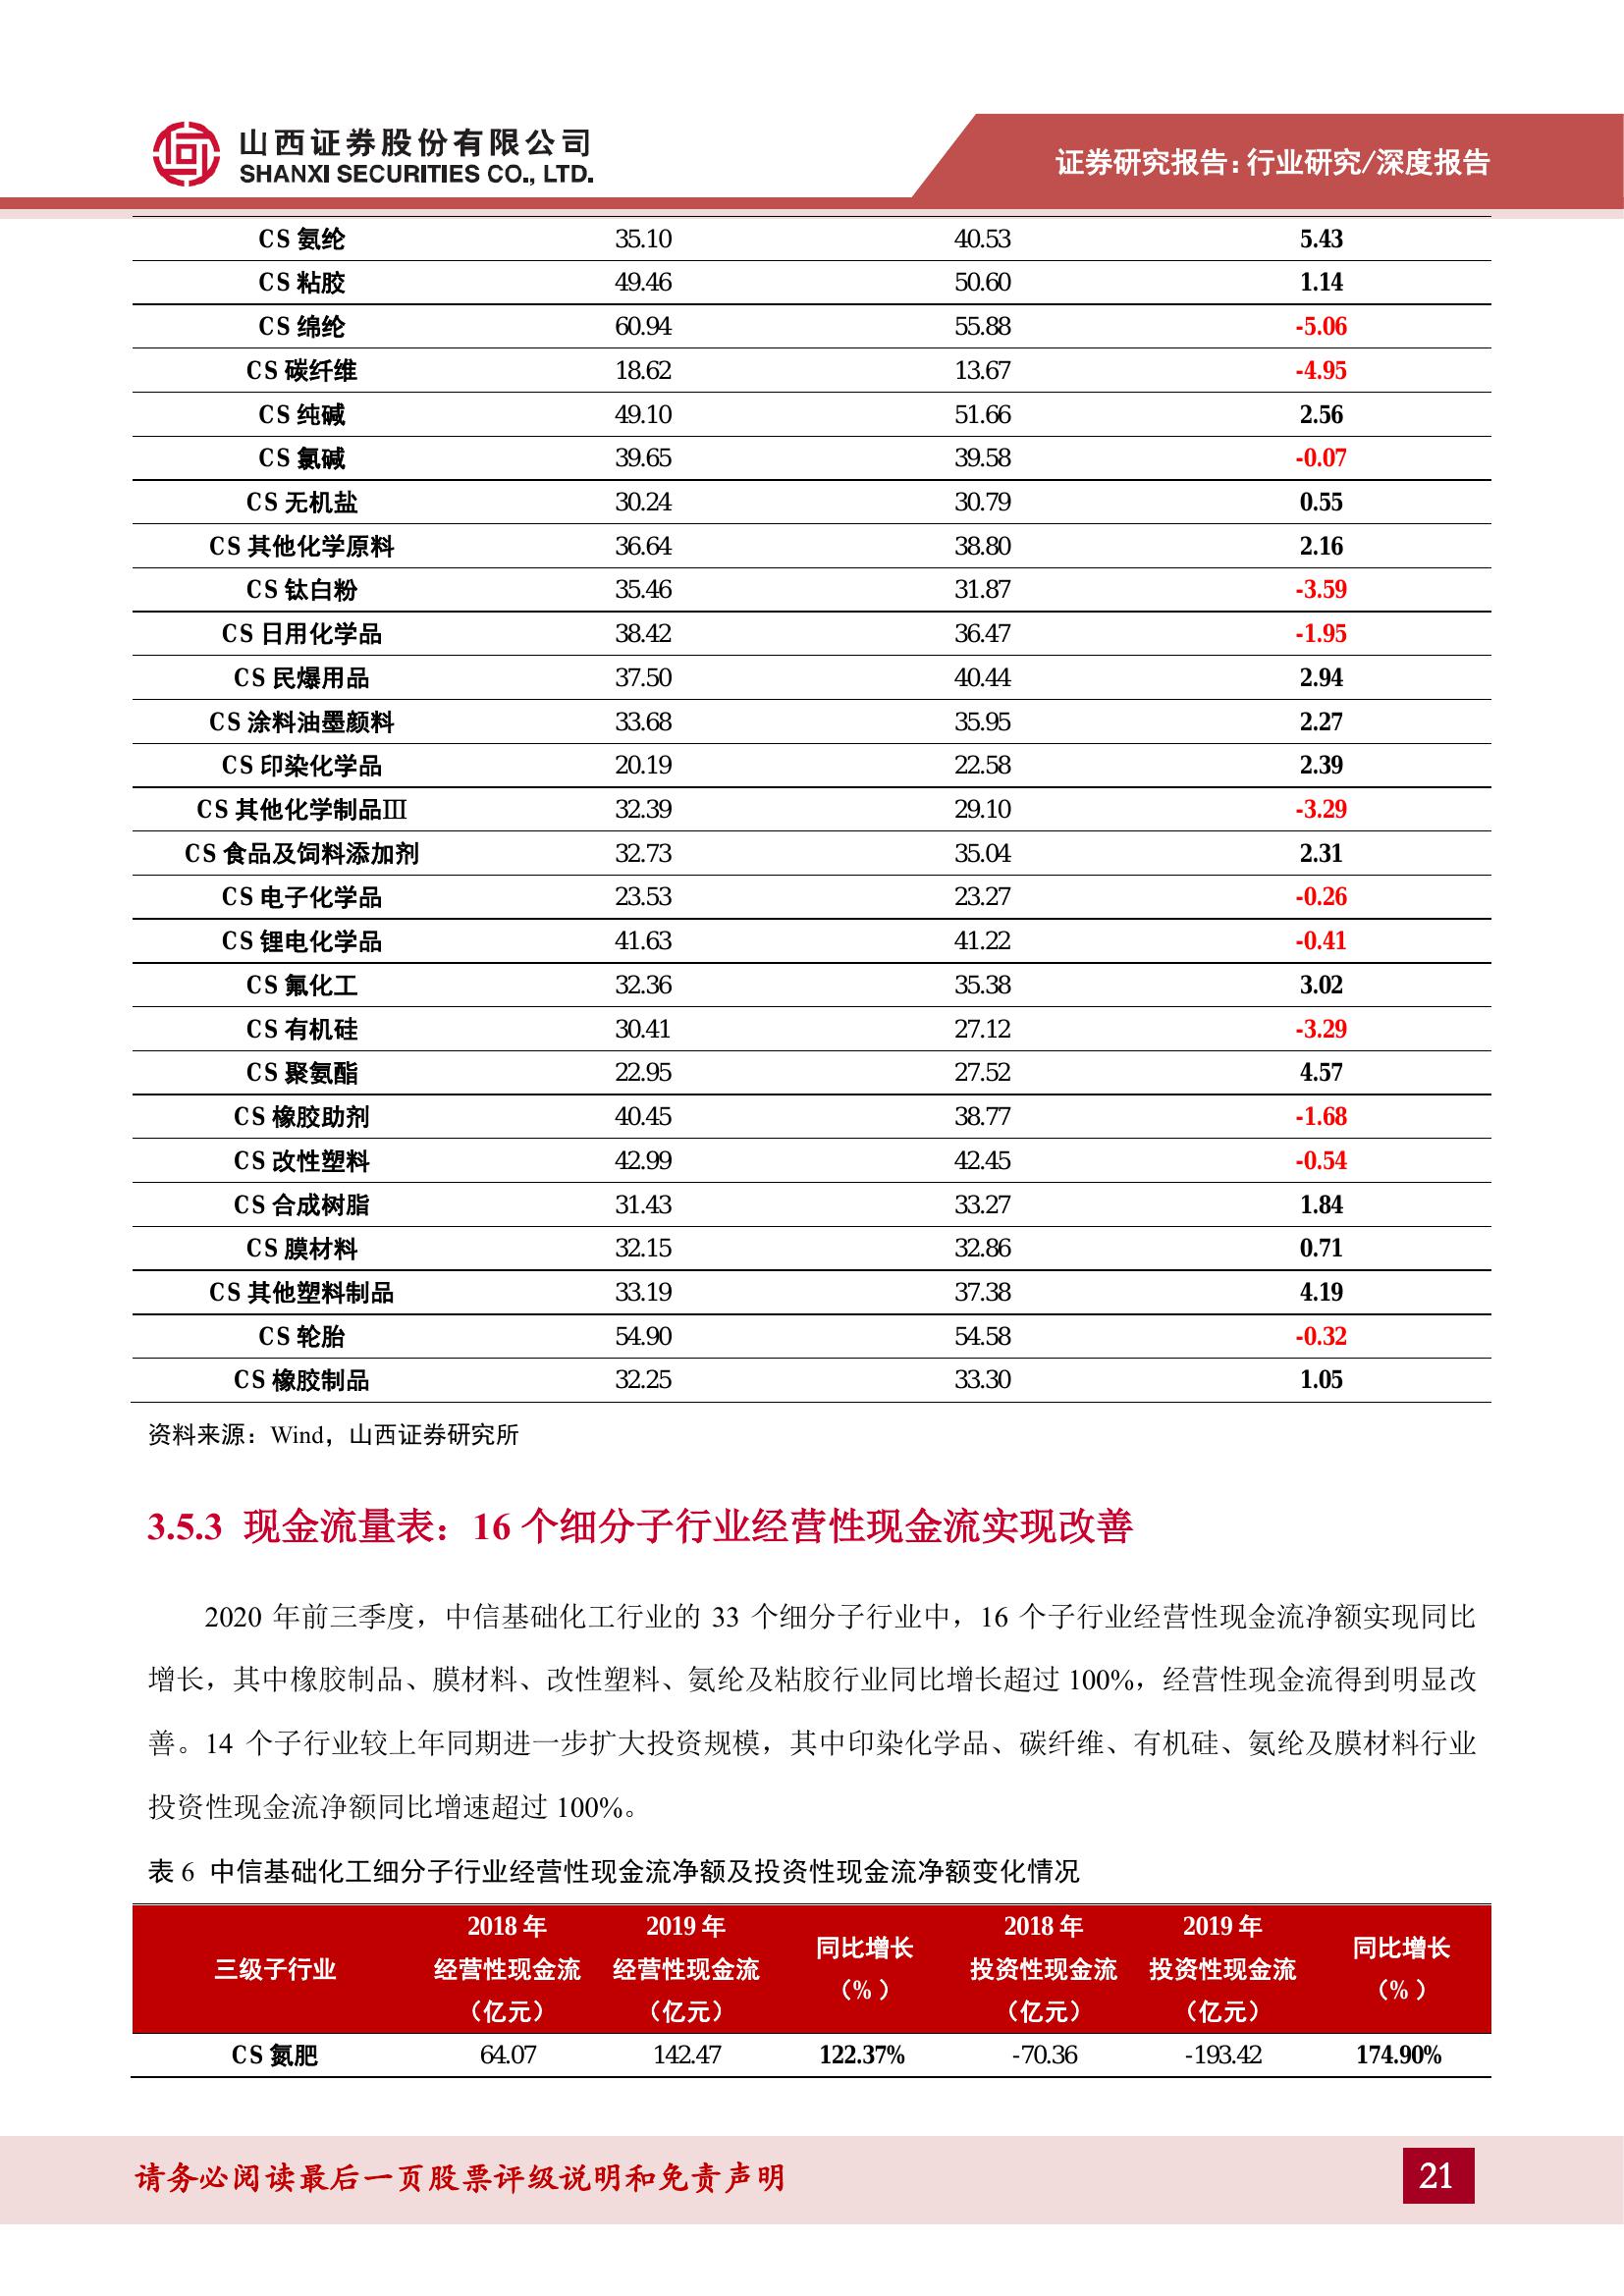 山西证券股份有限公司
SHANXI SECURITIES CO., LTD.
证券研究报告：行业研究/深度报告
CS 氨纶 35.10 40.53 5.43
CS 粘胶 49.46 50.60 1.14
CS 绵纶 60.94 55.88 -5.06
CS 碳纤维 18.62 13.67 -4.95
CS 纯碱 49.10 51.66 2.56
CS 氯碱 39.65 39.58 -0.07
CS 无机盐 30.24 30.79 0.55
CS 其他化学原料 36.64 38.80 2.16
CS 钛白粉 35.46 31.87 -3.59
CS 日用化学品 38.42 36.47 -1.95
CS 民爆用品 37.50 40.44 2.94
CS 涂料油墨颜料 33.68 35.95 2.27
CS 印染化学品 20.19 22.58 2.39
CS 其他化学制品Ⅲ 32.39 29.10 -3.29
CS 食品及饲料添加剂 32.73 35.04 2.31
CS 电子化学品 23.53 23.27 -0.26
CS 锂电化学品 41.63 41.22 -0.41
CS 氟化工 32.36 35.38 3.02
CS 有机硅 30.41 27.12 -3.29
CS 聚氨酯 22.95 27.52 4.57
CS 橡胶助剂 40.45 38.77 -1.68
CS 改性塑料 42.99 42.45 -0.54
CS 合成树脂 31.43 33.27 1.84
CS 膜材料 32.15 32.86 0.71
CS 其他塑料制品 33.19 37.38 4.19
CS 轮胎 54.90 54.58 -0.32
CS 橡胶制品 32.25 33.30 1.05
资料来源：Wind，山西证券研究所
3.5.3 现金流量表：16 个细分子行业经营性现金流实现改善
2020 年前三季度，中信基础化工行业的 33 个细分子行业中，16 个子行业经营性现金流净额实现同比
增长，其中橡胶制品、膜材料、改性塑料、氨纶及粘胶行业同比增长超过 100%，经营性现金流得到明显改
善。14 个子行业较上年同期进一步扩大投资规模，其中印染化学品、碳纤维、有机硅、氨纶及膜材料行业
投资性现金流净额同比增速超过 100%。
表 6 中信基础化工细分子行业经营性现金流净额及投资性现金流净额变化情况
2018 年 2019 年 2018 年 2019 年
同比增长 同比增长
三级子行业 经营性现金流 经营性现金流 投资性现金流 投资性现金流
（%） （%）
（亿元） （亿元） （亿元） （亿元）
CS 氮肥 64.07 142.47 122.37% -70.36 -193.42 174.90%
请务必阅读最后一页股票评级说明和免责声明
21